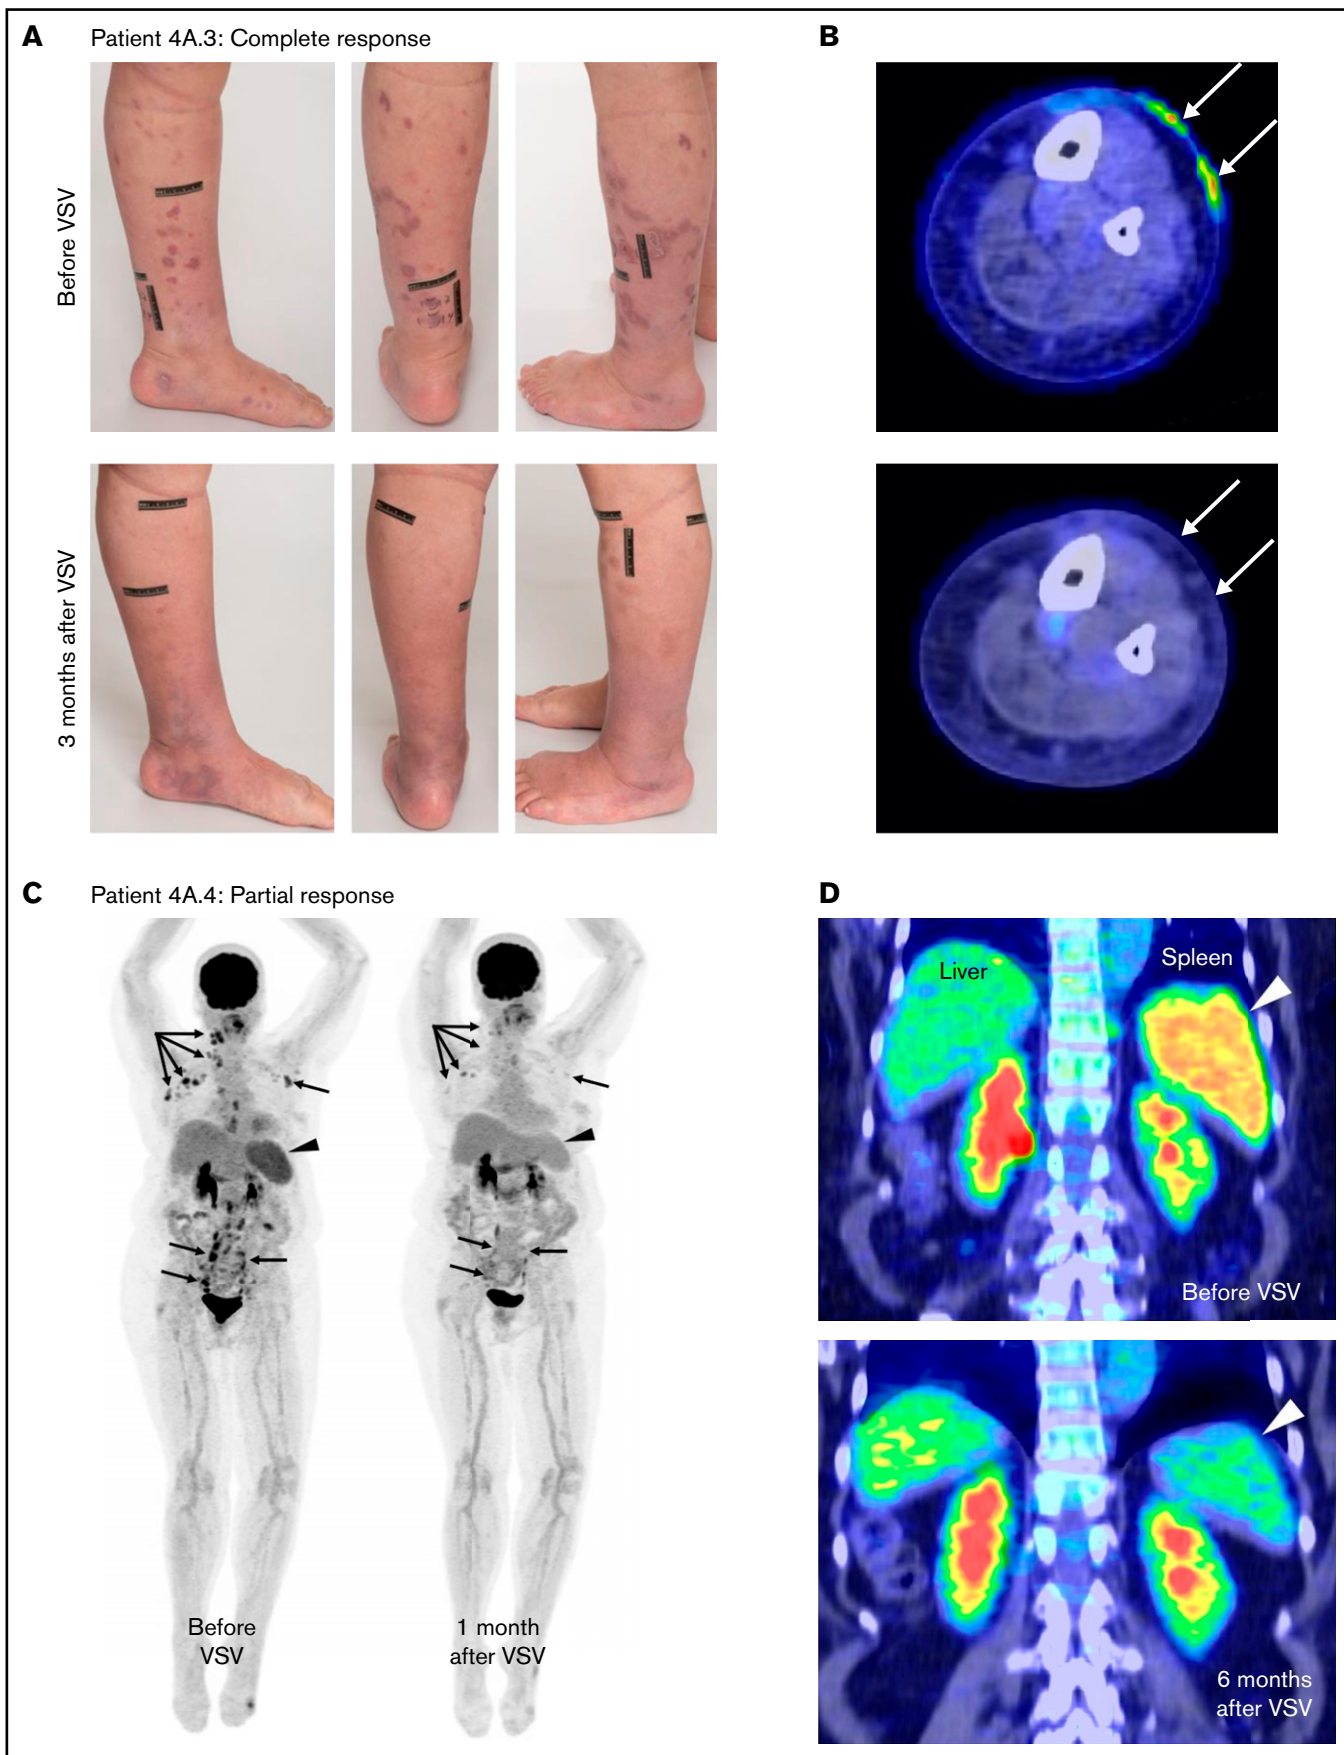 A Patient 4A.3: Complete response
B
Before VSV
3 months after VSV
C Patient 4A.4: Partial response
D
Before
VSV
1 month
after VSV
Liver
Spleen
Before VSV
6 months
after VSV